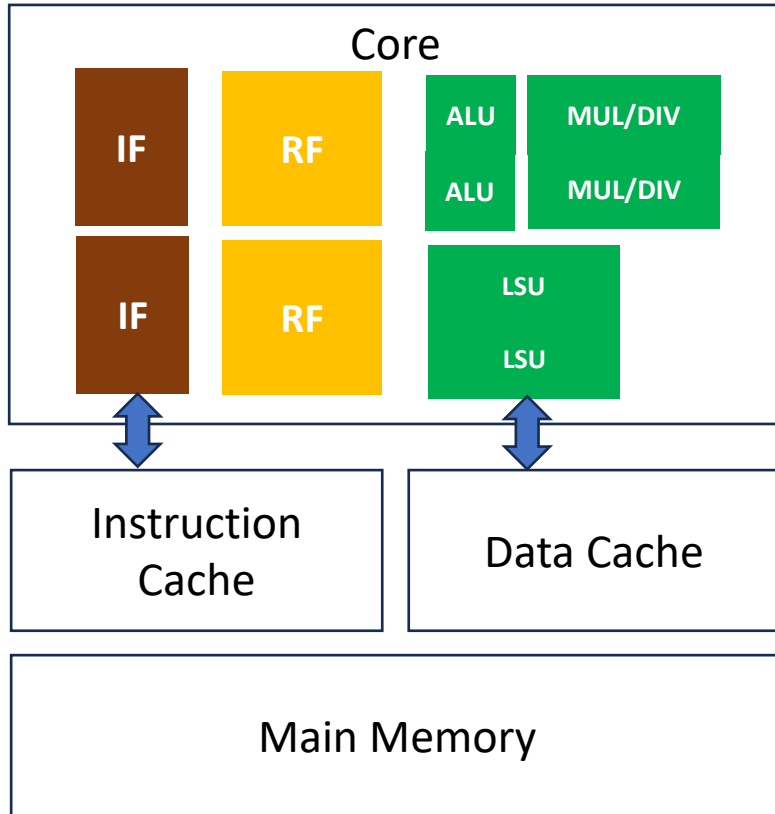 Core
IF
RF
ALU
MUL/DIV
ALU
MUL/DIV
IF
RF
LSU
LSU
Instruction
Cache
Data Cache
Main Memory